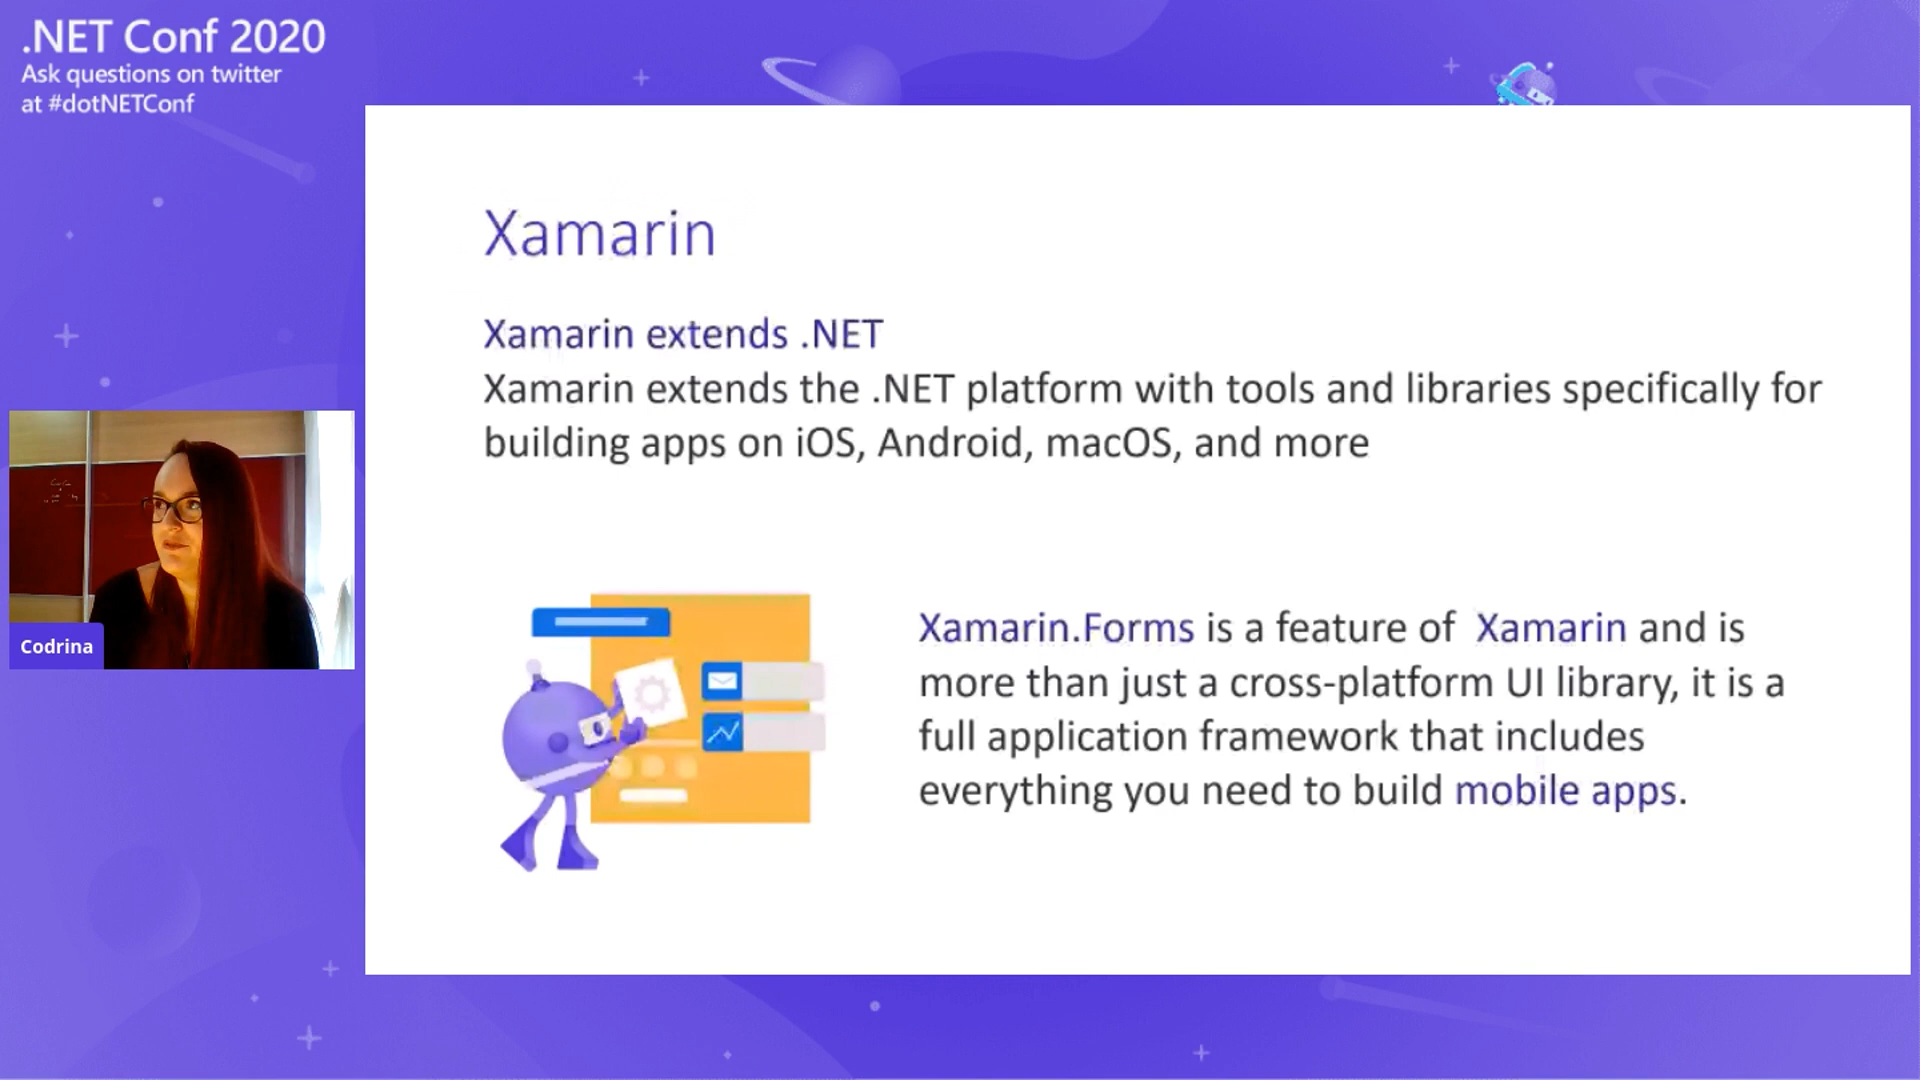 .NET Conf 2020
Ask questions on twitter
at #dotNETConf
Xamarin
Xamarin extends .NET
Xamarin extends the .NET platform with tools and libraries specifically for
building apps on iOS, Android, macOS, and more
Xamarin.Forms is a feature of Xamarin and is
more than just a cross-platform UI library, it is a
full application framework that includes
everything you need to build mobile apps.
Codrina